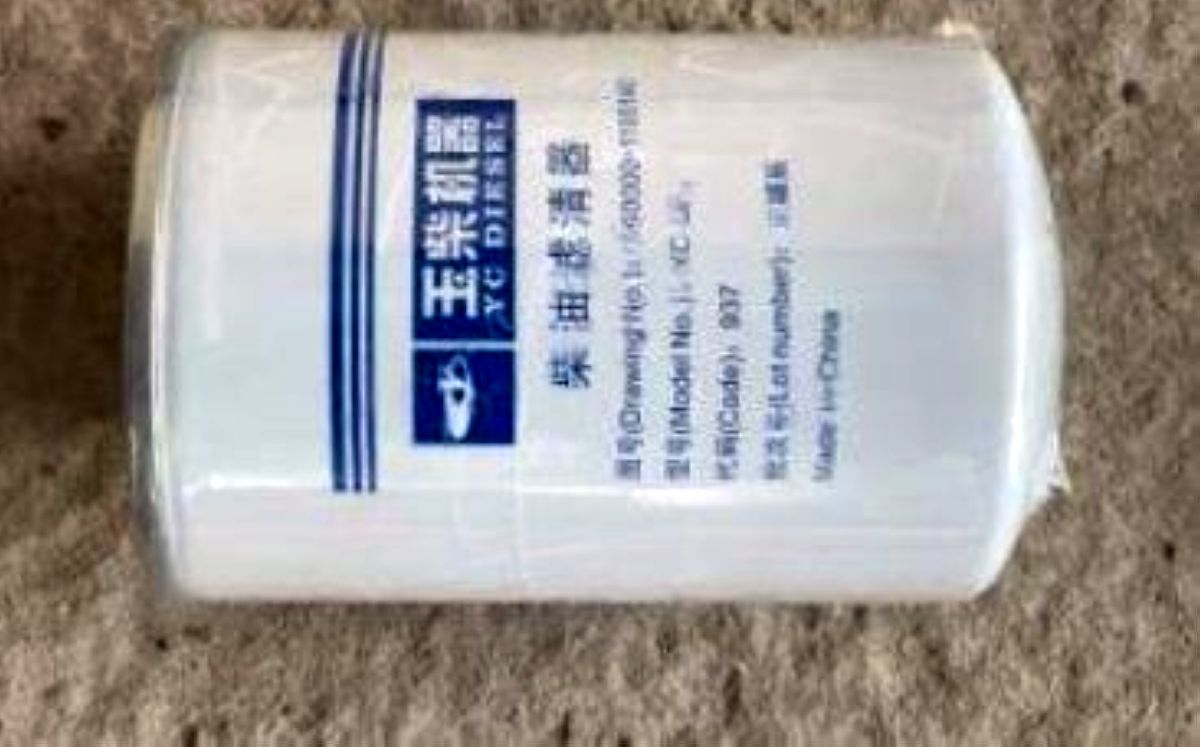 玉柴机器
YC DIESEL
柴油滤清器
图号(Drawing No.):
型号(Model No.): YC
代码(Code): 937
批次号(Lot number):
Made in China